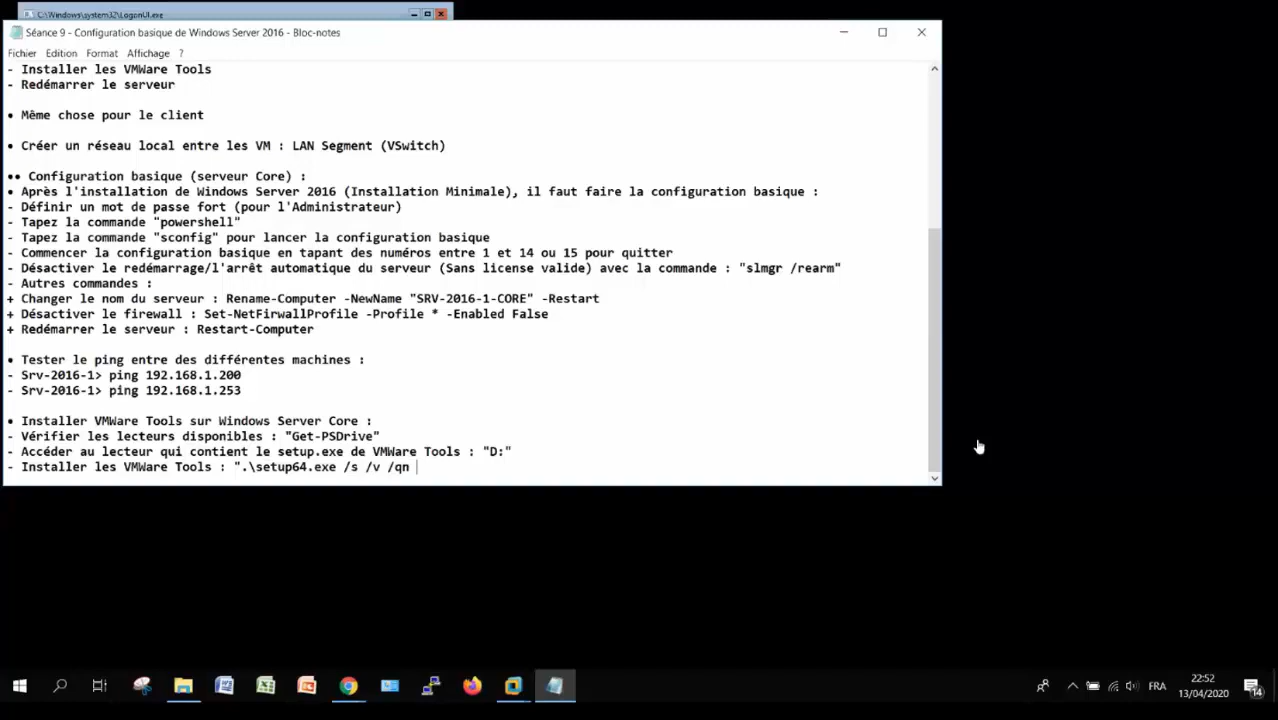 C:\Windows\system32\LogonUI.exe
Séance 9 - Configuration basique de Windows Server 2016 - Bloc-notes
Fichier Edition Format Affichage ?
- Installer les VMWare Tools
- Redémarrer le serveur
• Même chose pour le client
• Créer un réseau local entre les VM : LAN Segment (VSwitch)
•• Configuration basique (serveur Core) :
• Après l'installation de Windows Server 2016 (Installation Minimale), il faut faire la configuration basique :
- Définir un mot de passe fort (pour l'Administrateur)
- Tapez la commande "powershell"
- Tapez la commande "sconfig" pour lancer la configuration basique
- Commencer la configuration basique en tapant des numéros entre 1 et 14 ou 15 pour quitter
- Désactiver le redémarrage/l'arrêt automatique du serveur (Sans license valide) avec la commande : "slmgr /rearm"
- Autres commandes :
+ Changer le nom du serveur : Rename-Computer -NewName "SRV-2016-1-CORE" -Restart
+ Désactiver le firewall : Set-NetFirwallProfile -Profile * -Enabled False
+ Redémarrer le serveur : Restart-Computer
• Tester le ping entre des différentes machines :
- Srv-2016-1> ping 192.168.1.200
- Srv-2016-1> ping 192.168.1.253
• Installer VMWare Tools sur Windows Server Core :
- Vérifier les lecteurs disponibles : "Get-PSDrive"
- Accéder au lecteur qui contient le setup.exe de VMWare Tools : "D:"
- Installer les VMWare Tools : ".\setup64.exe /s /v /qn
FRA
22:52
13/04/2020
14